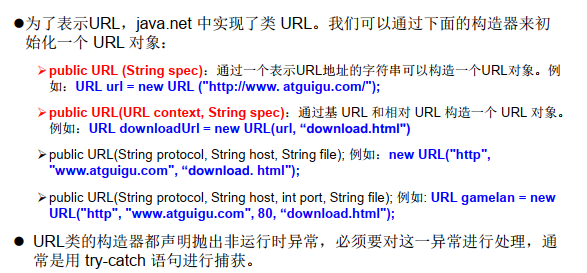 ●为了表示URL，java.net 中实现了类 URL。我们可以通过下面的构造器来初
始化一个 URL 对象：
➢public URL (String spec)：通过一个表示URL地址的字符串可以构造一个URL对象。例
如：URL url = new URL ("http://www. atguigu.com/");
➢public URL(URL context, String spec)：通过基 URL 和相对 URL 构造一个 URL 对象。
例如：URL downloadUrl = new URL(url, “download.html")
➢public URL(String protocol, String host, String file); 例如：new URL("http",
"www.atguigu.com", “download. html");
➢public URL(String protocol, String host, int port, String file); 例如: URL gamelan = new
URL("http", "www.atguigu.com", 80, “download.html");
● URL类的构造器都声明抛出非运行时异常，必须要对这一异常进行处理，通
常是用 try-catch 语句进行捕获。